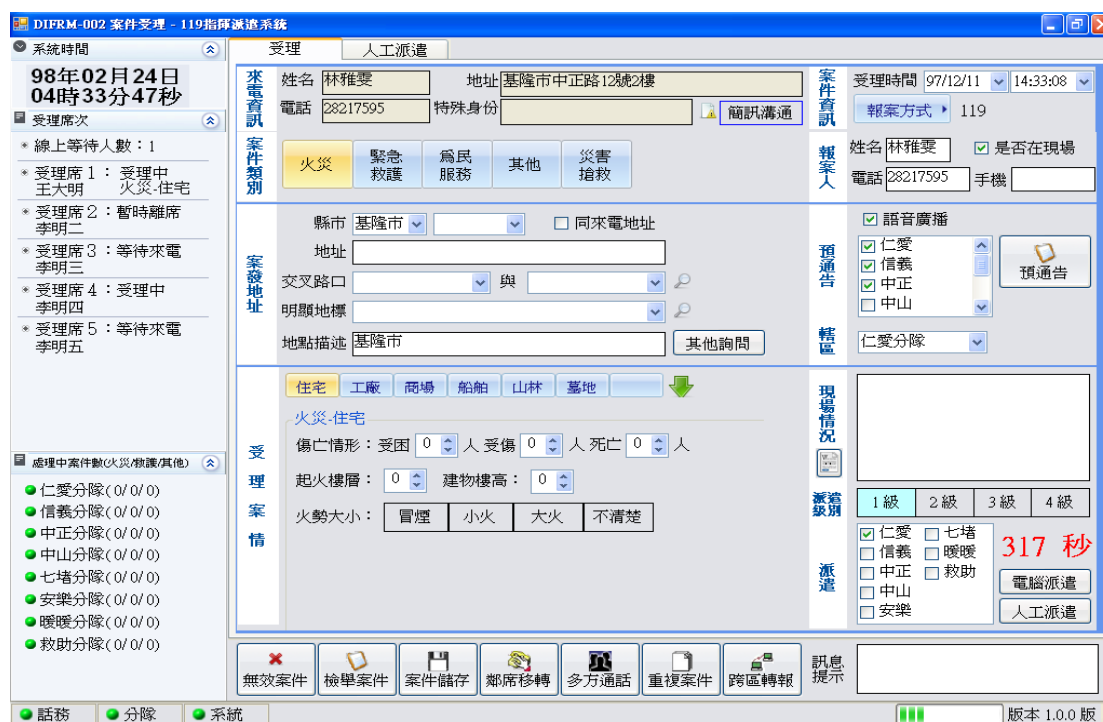 DIFRM-002 案件受理 - 119指揮派遣系統
系統時間
98年02月24日
04時33分47秒
受理席次
* 線上等待人數：1
* 受理席1：受理中
王大明 火災-住宅
* 受理席2：暫時離席
李明二
* 受理席3：等待來電
李明三
* 受理席4：受理中
李明四
* 受理席5：等待來電
李明五
處理中案件數(火災/救護/其他)
仁愛分隊(0/0/0)
信義分隊(0/0/0)
中正分隊(0/0/0)
中山分隊(0/0/0)
七堵分隊(0/0/0)
安樂分隊(0/0/0)
暖暖分隊(0/0/0)
救助分隊(0/0/0)
受理 人工派遣
來電資訊
姓名 林雅雯 地址 基隆市中正路12號2樓
電話 28217595 特殊身份 簡訊溝通
案件類別
火災 緊急救護 為民服務 其他 災害搶救
案發地址
縣市 基隆市 同來電地址
地址
交叉路口 與
明顯地標
地點描述 基隆市 其他詢問
受理案情
住宅 工廠 商場 船舶 山林 墓地
火災-住宅
傷亡情形：受困 0 人 受傷 0 人 死亡 0 人
起火樓層： 0 建物樓高： 0
火勢大小： 冒煙 小火 大火 不清楚
案件資訊
受理時間 97/12/11 14:33:08
報案方式 119
報案人
姓名 林雅雯 是否在現場
電話 28217595 手機
預通告
語音廣播
仁愛
信義
中正
中山
預通告
轄區
仁愛分隊
現場情況
派遣級別
1級 2級 3級 4級
派遣
仁愛 七堵
信義 暖暖
中正 救助
中山
安樂
317 秒
電腦派遣
人工派遣
無效案件 檢舉案件 案件儲存 鄰席移轉 多方通話 重複案件 跨區轉報
訊息提示
話務 分隊 系統 版本 1.0.0 版